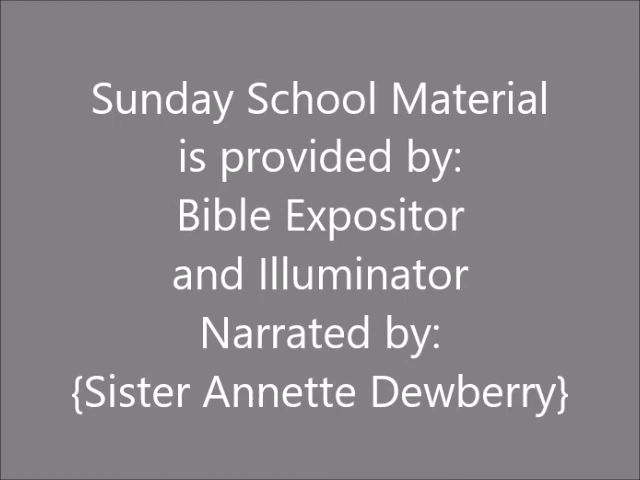 Sunday School Material
is provided by:
Bible Expositor
and Illuminator
Narrated by:
{Sister Annette Dewberry}